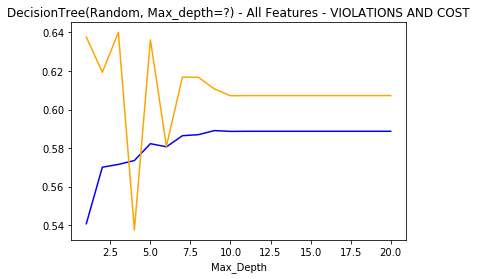 DecisionTree(Random, Max_depth=?) - All Features - VIOLATIONS AND COST
0.64
0.62
0.60
0.58
0.56
0.54
2.5 5.0 7.5 10.0 12.5 15.0 17.5 20.0
Max_Depth